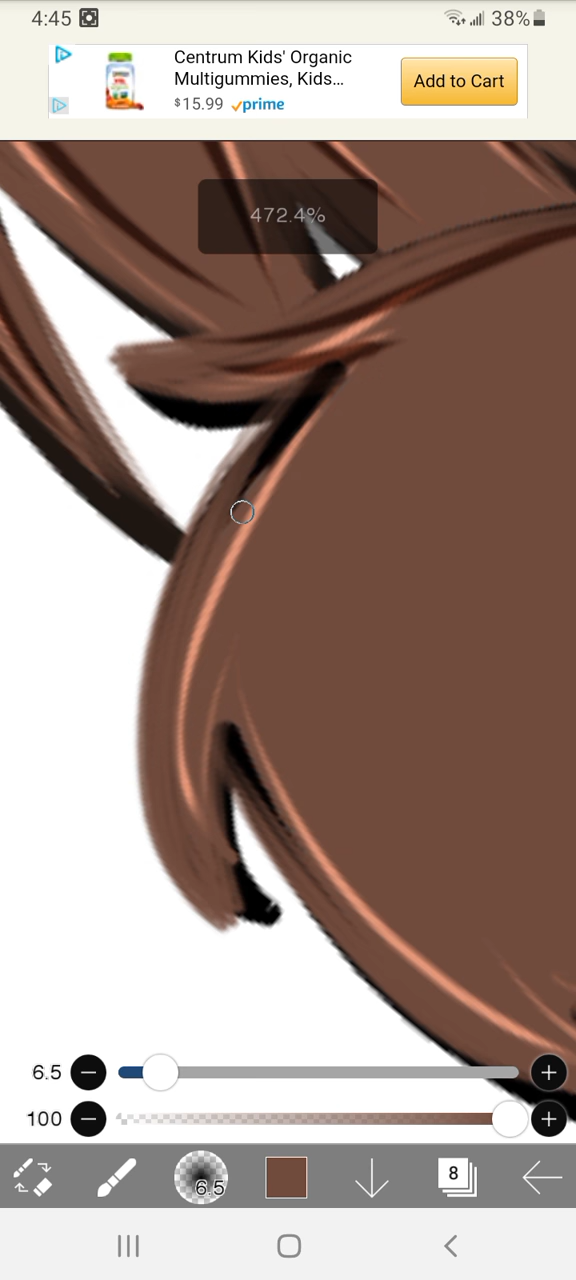 4:45 38%
Centrum Kids' Organic
Multigummies, Kids...
$15.99 prime
Add to Cart
472.4%
6.5
100
6.5
8